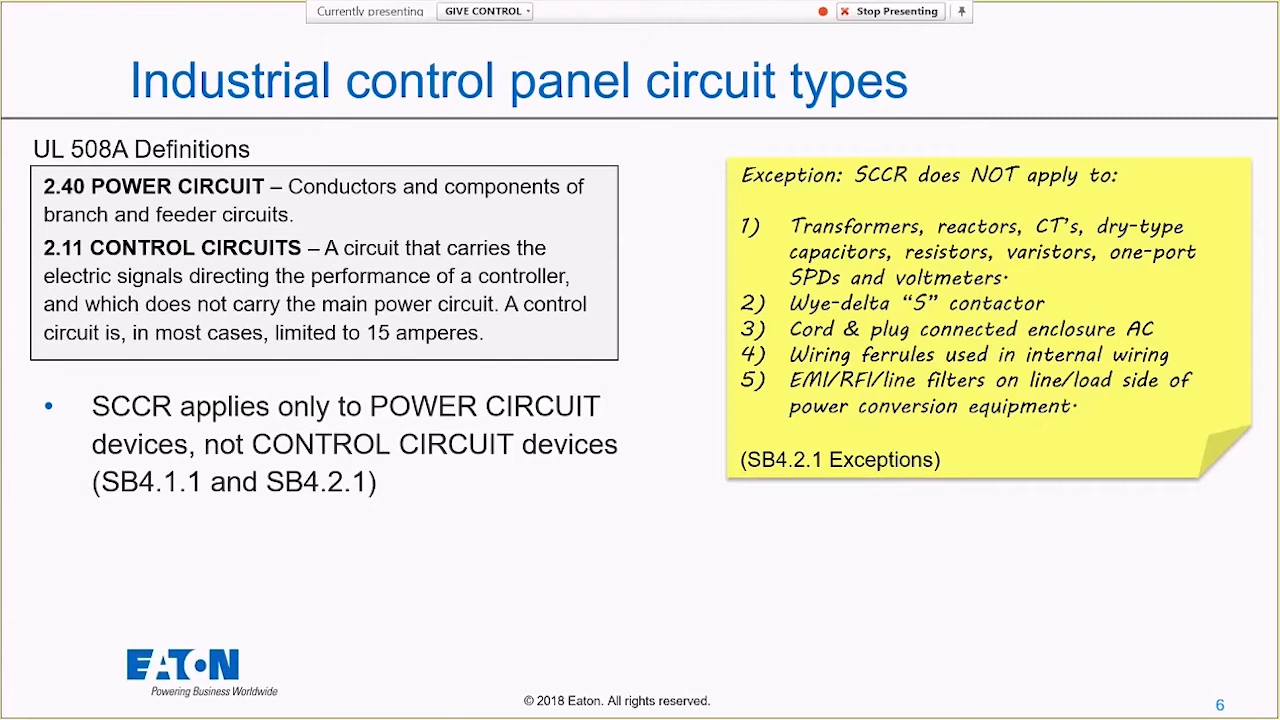 Currently presenting GIVE CONTROL Stop Presenting
Industrial control panel circuit types
UL 508A Definitions
2.40 POWER CIRCUIT – Conductors and components of
branch and feeder circuits.
2.11 CONTROL CIRCUITS – A circuit that carries the
electric signals directing the performance of a controller,
and which does not carry the main power circuit. A control
circuit is, in most cases, limited to 15 amperes.
• SCCR applies only to POWER CIRCUIT
devices, not CONTROL CIRCUIT devices
(SB4.1.1 and SB4.2.1)
Exception: SCCR does NOT apply to:
1) Transformers, reactors, CT's, dry-type
capacitors, resistors, varistors, one-port
SPDs and voltmeters.
2) Wye-delta “S” contactor
3) Cord & plug connected enclosure AC
4) Wiring ferrules used in internal wiring
5) EMI/RFI/line filters on line/load side of
power conversion equipment.
(SB4.2.1 Exceptions)
EATON
Powering Business Worldwide
© 2018 Eaton. All rights reserved.
6